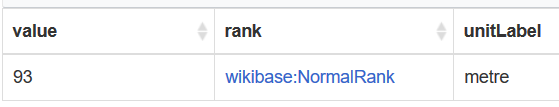 value rank unitLabel
93 wikibase:NormalRank metre